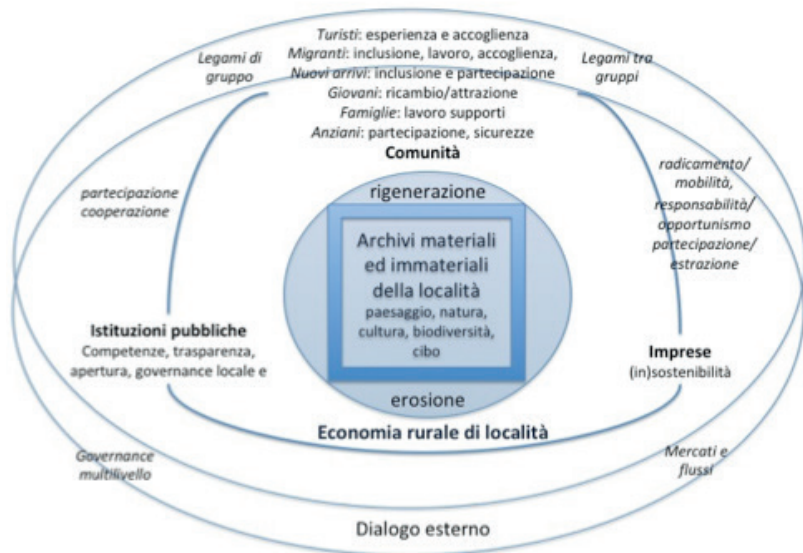 Turisti: esperienza e accoglienza
Migranti: inclusione, lavoro, accoglienza,
Nuovi arrivi: inclusione e partecipazione
Giovani: ricambio/attrazione
Famiglie: lavoro supporti
Anziani: partecipazione, sicurezze
Comunità
Legami di
gruppo
Legami tra
gruppi
partecipazione
cooperazione
radicamento/
mobilità,
responsabilità/
opportunismo
partecipazione/
estrazione
rigenerazione
Archivi materiali
ed immateriali
della località
paesaggio, natura,
cultura, biodiversità,
cibo
erosione
Istituzioni pubbliche
Competenze, trasparenza,
apertura, governance locale e
Imprese
(in)sostenibilità
Economia rurale di località
Governance
multilivello
Mercati e
flussi
Dialogo esterno